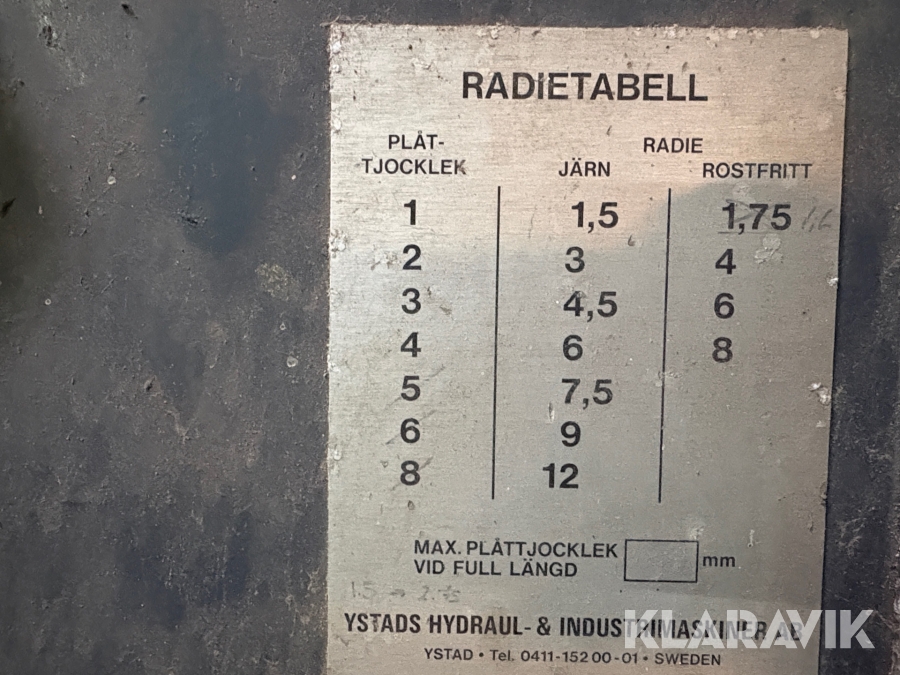 RADIETABELL
PLÅT-
TJOCKLEK
RADIE
JÄRN ROSTFRITT
1 1,5 1,75
2 3 4
3 4,5 6
4 6 8
5 7,5
6 9
8 12
MAX. PLÅTTJOCKLEK
VID FULL LÄNGD mm
YSTADS HYDRAUL- & INDUSTRIMASKINER AB
YSTAD • Tel. 0411-152 00-01 • SWEDEN
KLARAVIK